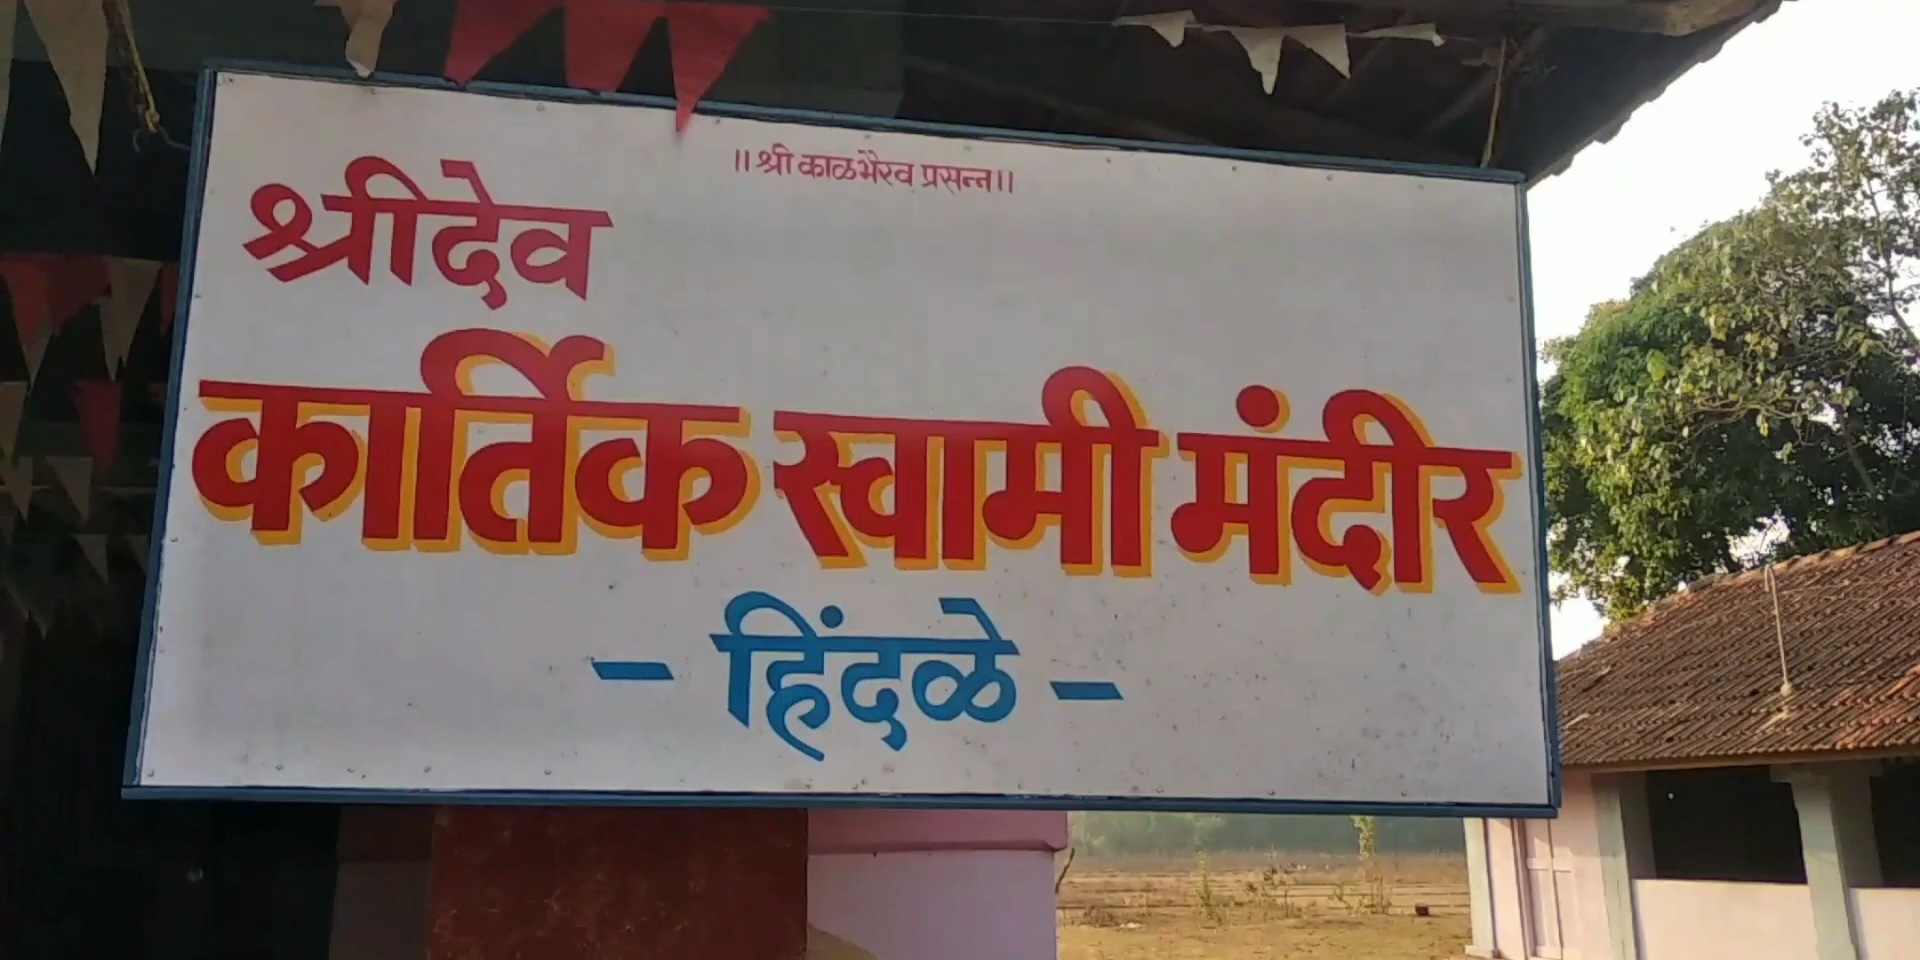 ॥ श्री काळभैरव प्रसन्न॥
श्रीदेव
कार्तिक स्वामी मंदीर
- हिंदळे -